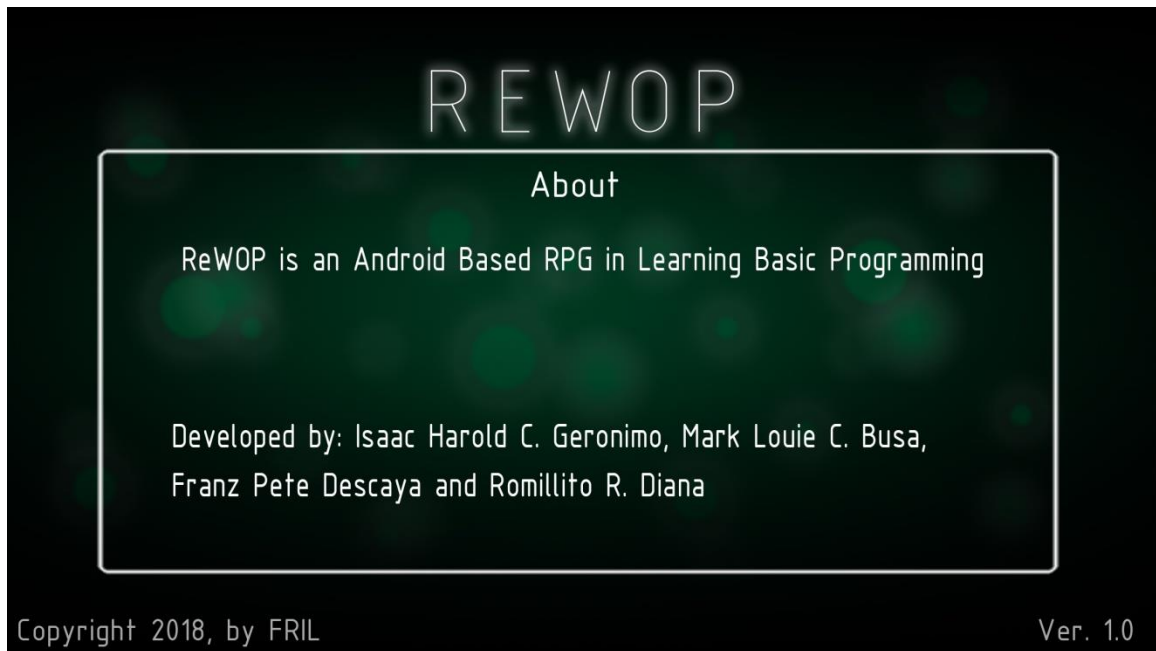 REWOP
About
ReWOP is an Android Based RPG in Learning Basic Programming
Developed by: Isaac Harold C. Geronimo, Mark Louie C. Busa,
Franz Pete Descaya and Romillito R. Diana
Copyright 2018, by FRIL
Ver. 1.0